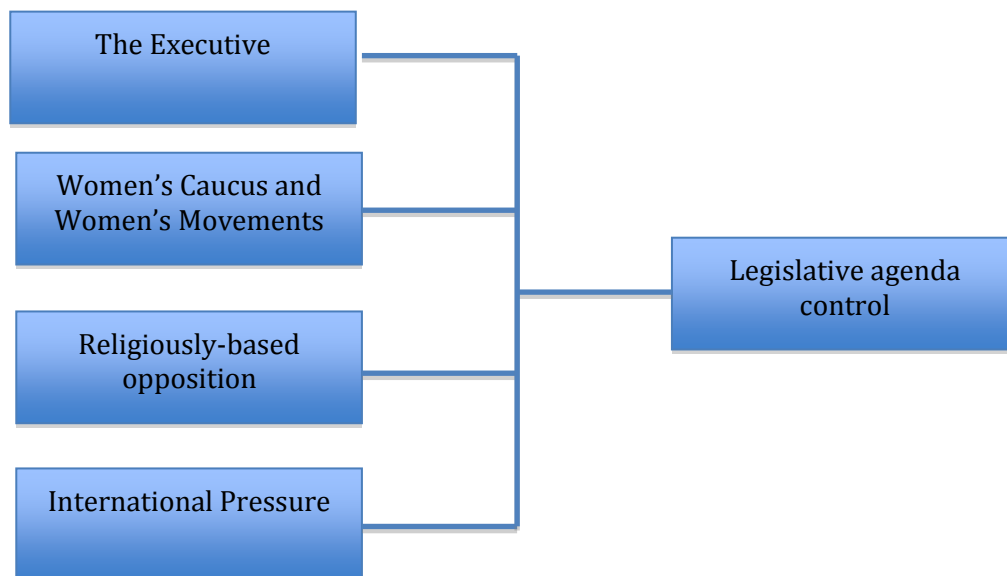 The Executive
Women’s Caucus and
Women’s Movements
Religiously-based
opposition
International Pressure
Legislative agenda
control